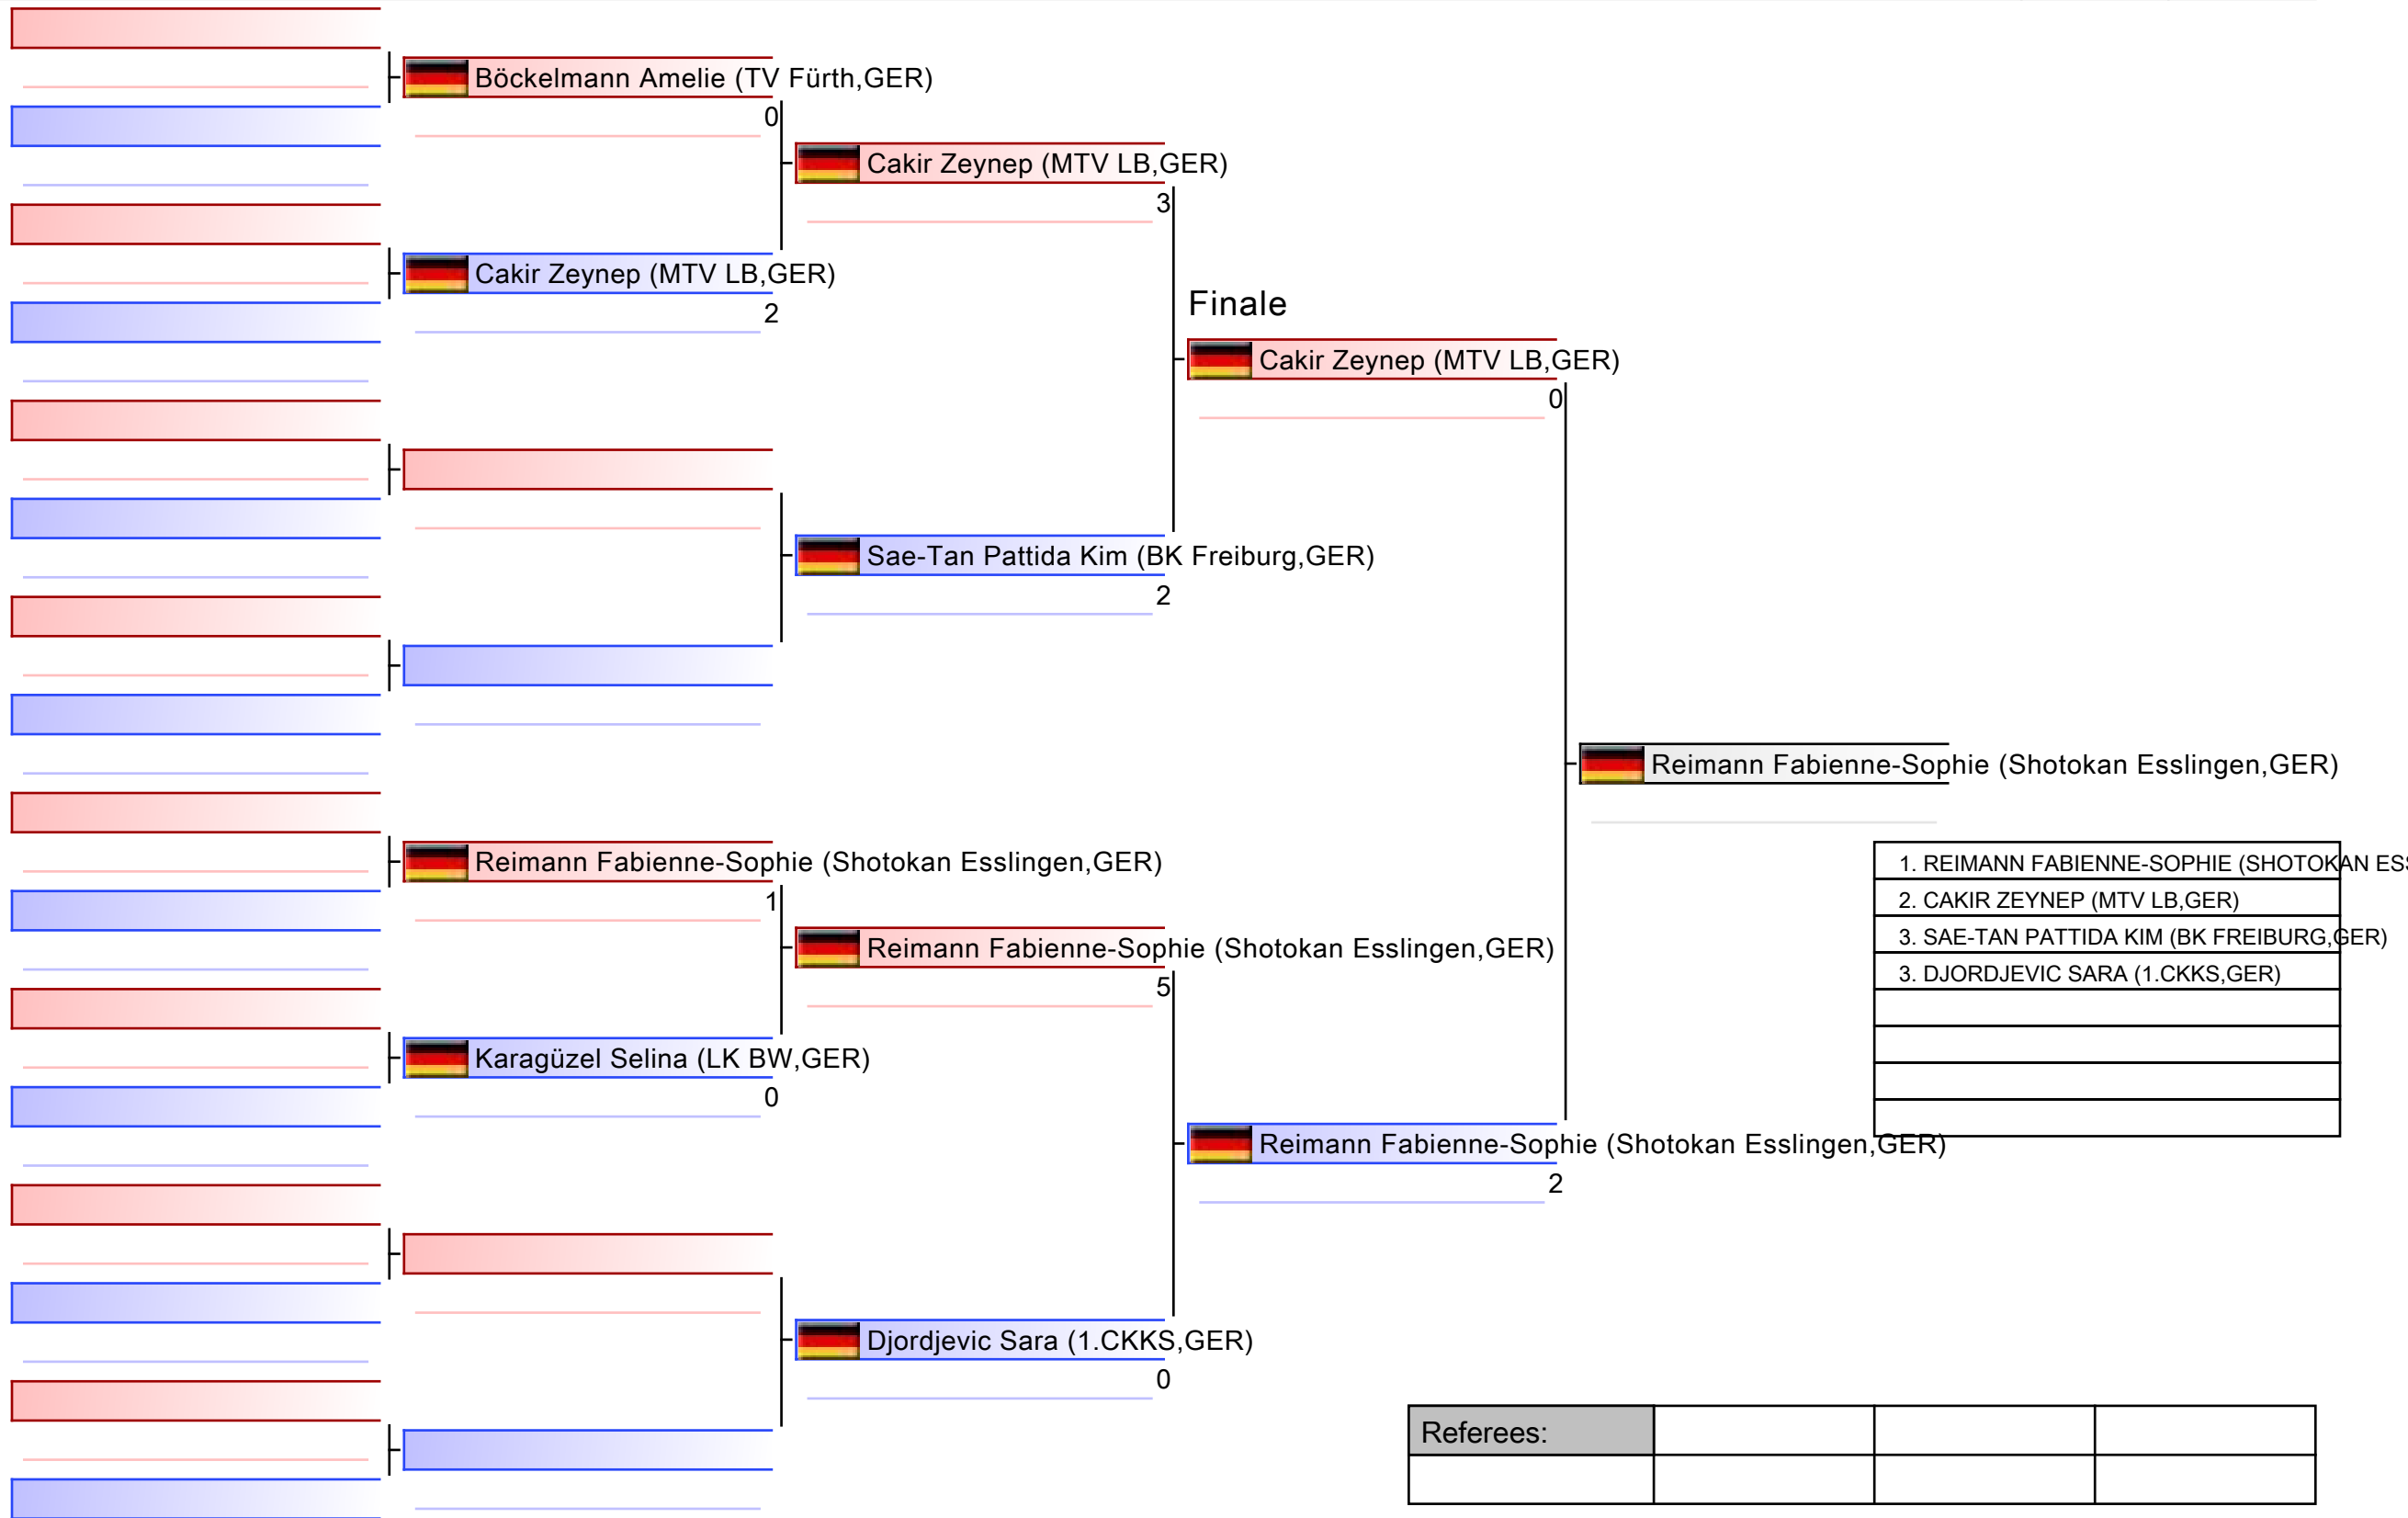 Böckelmann Amelie (TV Fürth,GER)
0
Cakir Zeynep (MTV LB,GER)
3
Cakir Zeynep (MTV LB,GER)
2
Finale
Cakir Zeynep (MTV LB,GER)
0
Sae-Tan Pattida Kim (BK Freiburg,GER)
2
Reimann Fabienne-Sophie (Shotokan Esslingen,GER)
Reimann Fabienne-Sophie (Shotokan Esslingen,GER)
1
1. REIMANN FABIENNE-SOPHIE (SHOTOKAN ESS
2. CAKIR ZEYNEP (MTV LB,GER)
3. SAE-TAN PATTIDA KIM (BK FREIBURG,GER)
3. DJORDJEVIC SARA (1.CKKS,GER)
Reimann Fabienne-Sophie (Shotokan Esslingen,GER)
5
Karagüzel Selina (LK BW,GER)
0
Reimann Fabienne-Sophie (Shotokan Esslingen,GER)
2
Djordjevic Sara (1.CKKS,GER)
0
Referees: